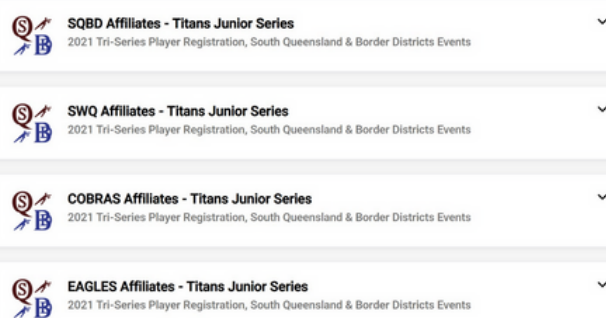 SQBD Affiliates - Titans Junior Series
2021 Tri-Series Player Registration, South Queensland & Border Districts Events
SWQ Affiliates - Titans Junior Series
2021 Tri-Series Player Registration, South Queensland & Border Districts Events
COBRAS Affiliates - Titans Junior Series
2021 Tri-Series Player Registration, South Queensland & Border Districts Events
EAGLES Affiliates - Titans Junior Series
2021 Tri-Series Player Registration, South Queensland & Border Districts Events